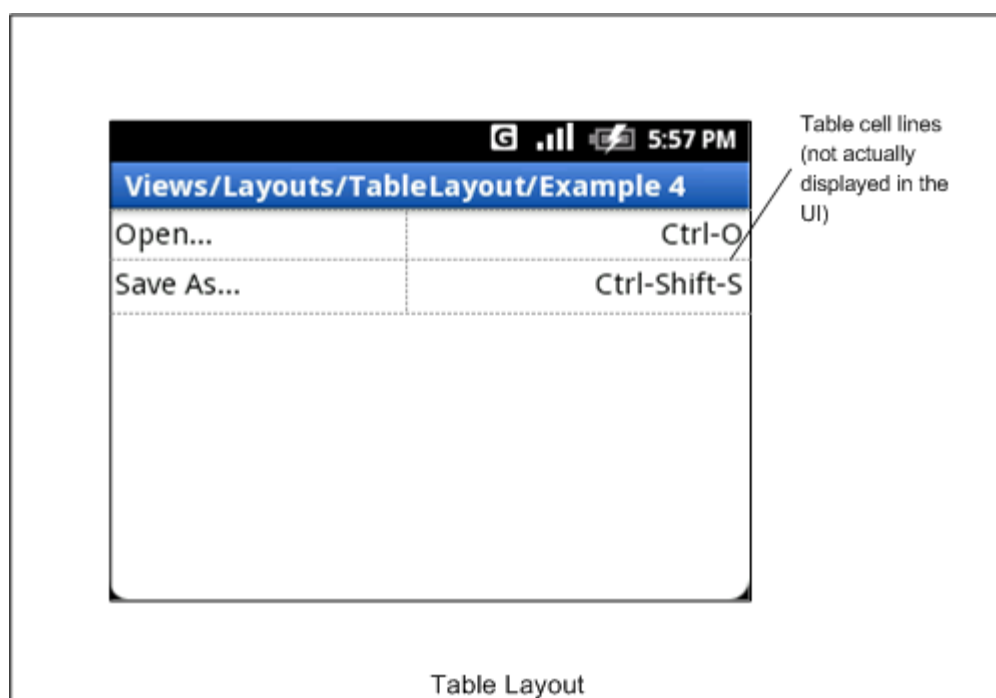 G 5:57 PM
Views/Layouts/TableLayout/Example 4
Open... Ctrl-O
Save As... Ctrl-Shift-S
Table cell lines
(not actually
displayed in the
UI)
Table Layout